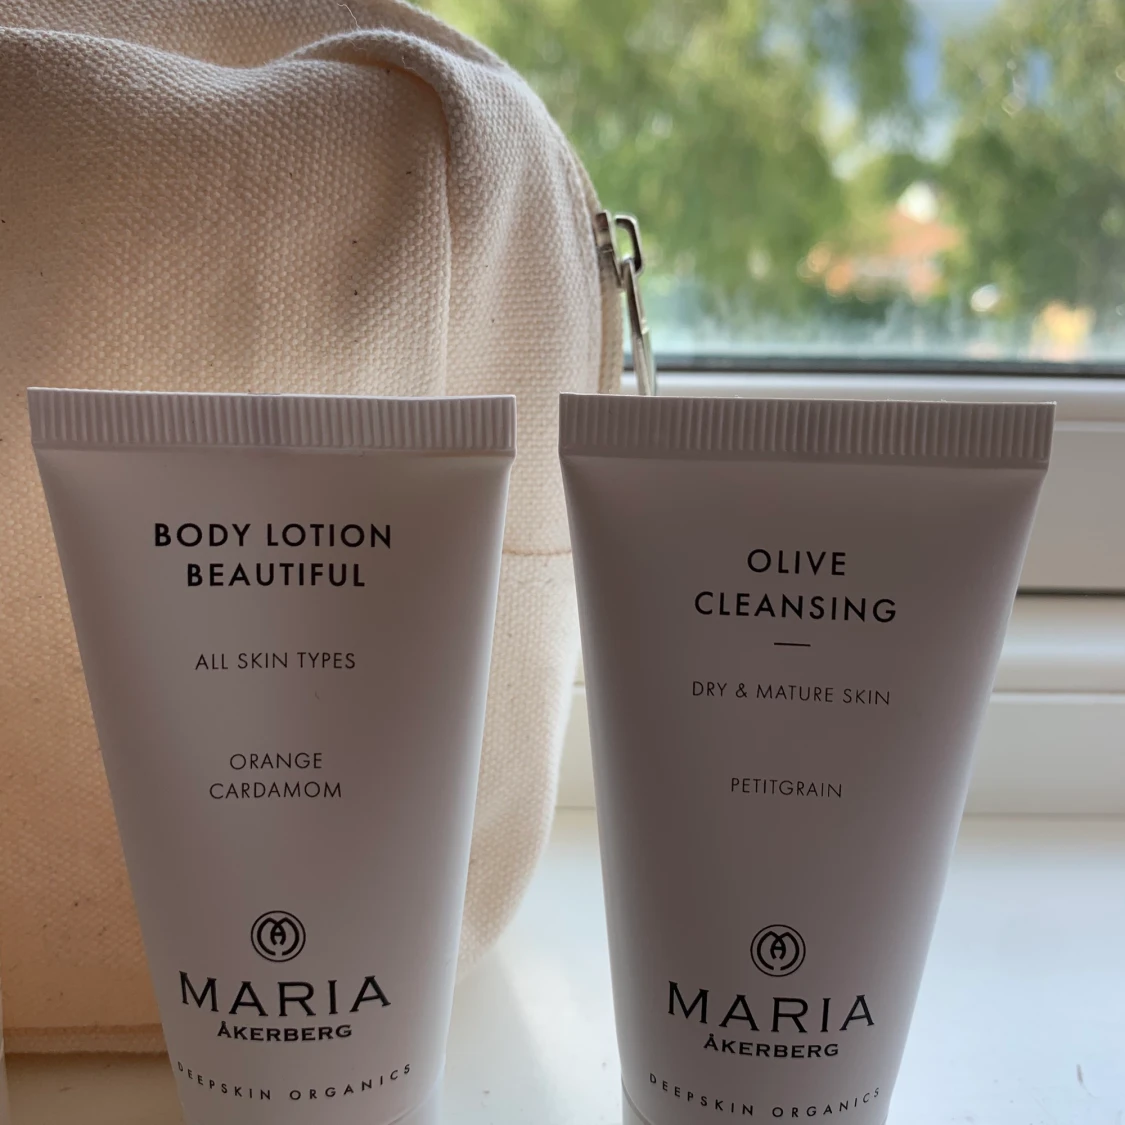 BODY LOTION
BEAUTIFUL
ALL SKIN TYPES
ORANGE
CARDAMOM
MARIA
ÅKERBERG
DEEPSKIN ORGANICS
OLIVE
CLEANSING
DRY & MATURE SKIN
PETITGRAIN
MARIA
ÅKERBERG
DEEPSKIN ORGANICS